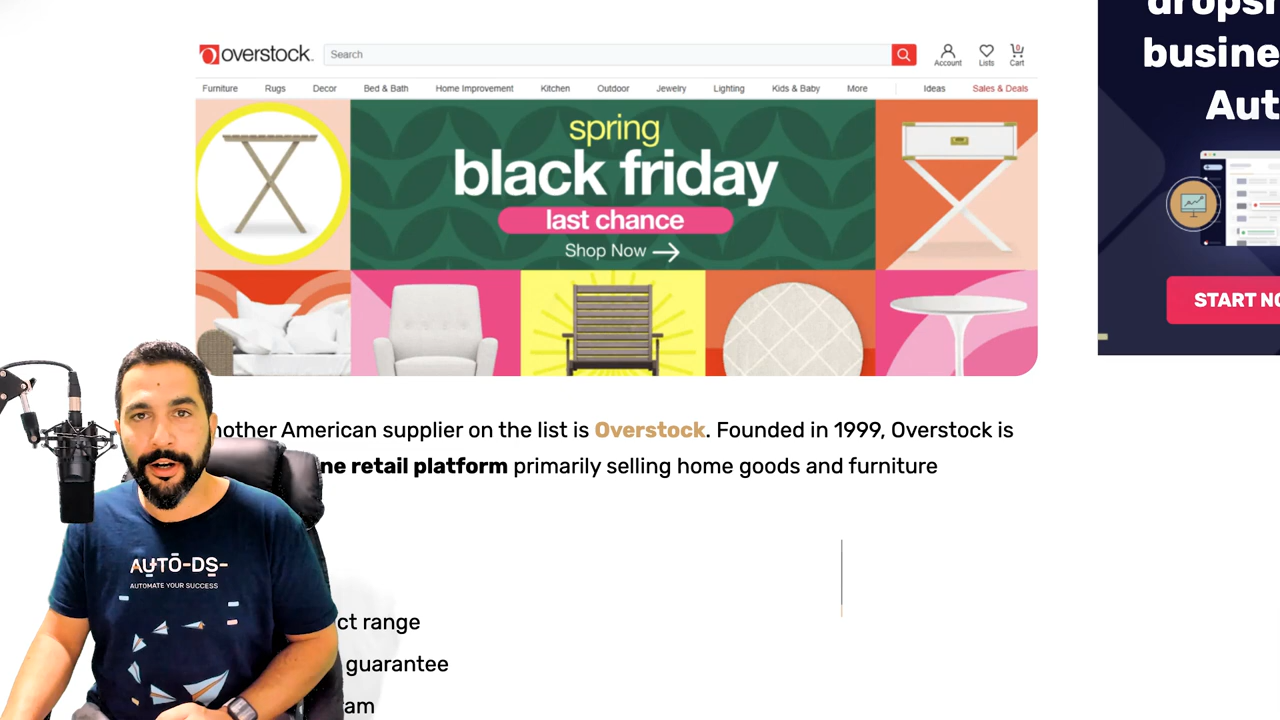 overstock.
Search
Account
Lists
0
Cart
Furniture Rugs Decor Bed & Bath Home Improvement Kitchen Outdoor Jewelry Lighting Kids & Baby More Ideas Sales & Deals
spring
black friday
last chance
Shop Now
busine
Aut
START NO
nother American supplier on the list is Overstock. Founded in 1999, Overstock is
ne retail platform primarily selling home goods and furniture
ct range
guarantee
am
AUTO-DS-
AUTOMATE YOUR SUCCESS